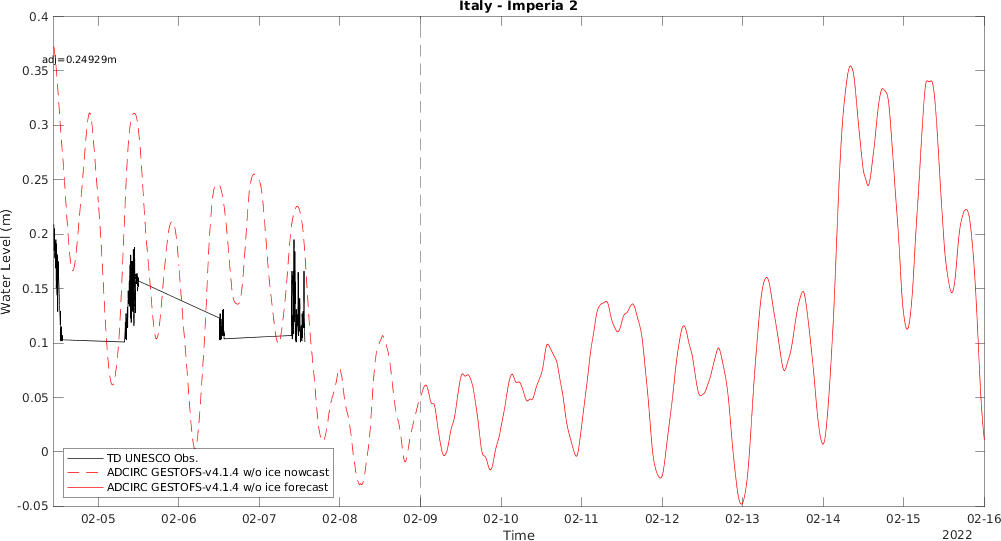 Italy - Imperia 2
adj=0.24929m
0.4
0.35
0.3
0.25
0.2
0.15
0.1
0.05
0
-0.05
Water Level (m)
TD UNESCO Obs.
ADCIRC GESTOFS-v4.1.4 w/o ice nowcast
ADCIRC GESTOFS-v4.1.4 w/o ice forecast
02-05 02-06 02-07 02-08 02-09 02-10 02-11 02-12 02-13 02-14 02-15 02-16
Time
2022